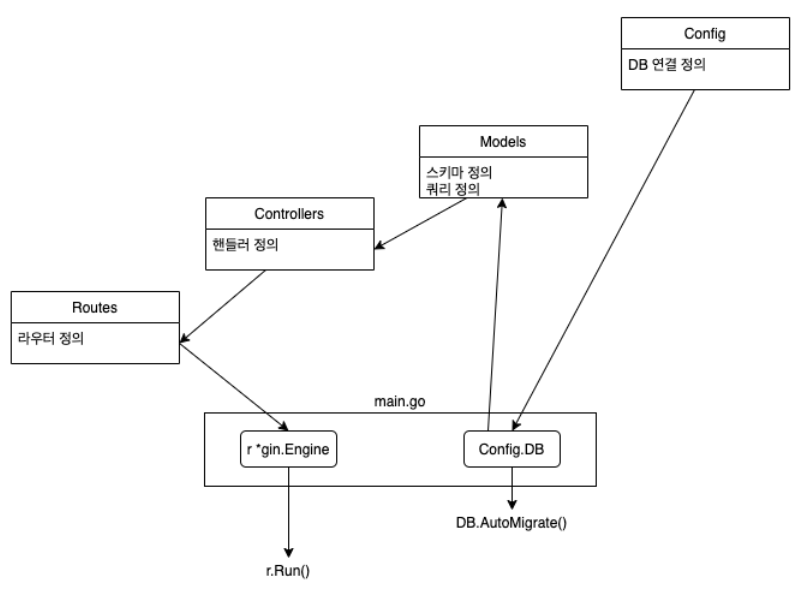 Config
DB 연결 정의
Models
스키마 정의
쿼리 정의
Controllers
핸들러 정의
Routes
라우터 정의
main.go
r *gin.Engine
Config.DB
DB.AutoMigrate()
r.Run()